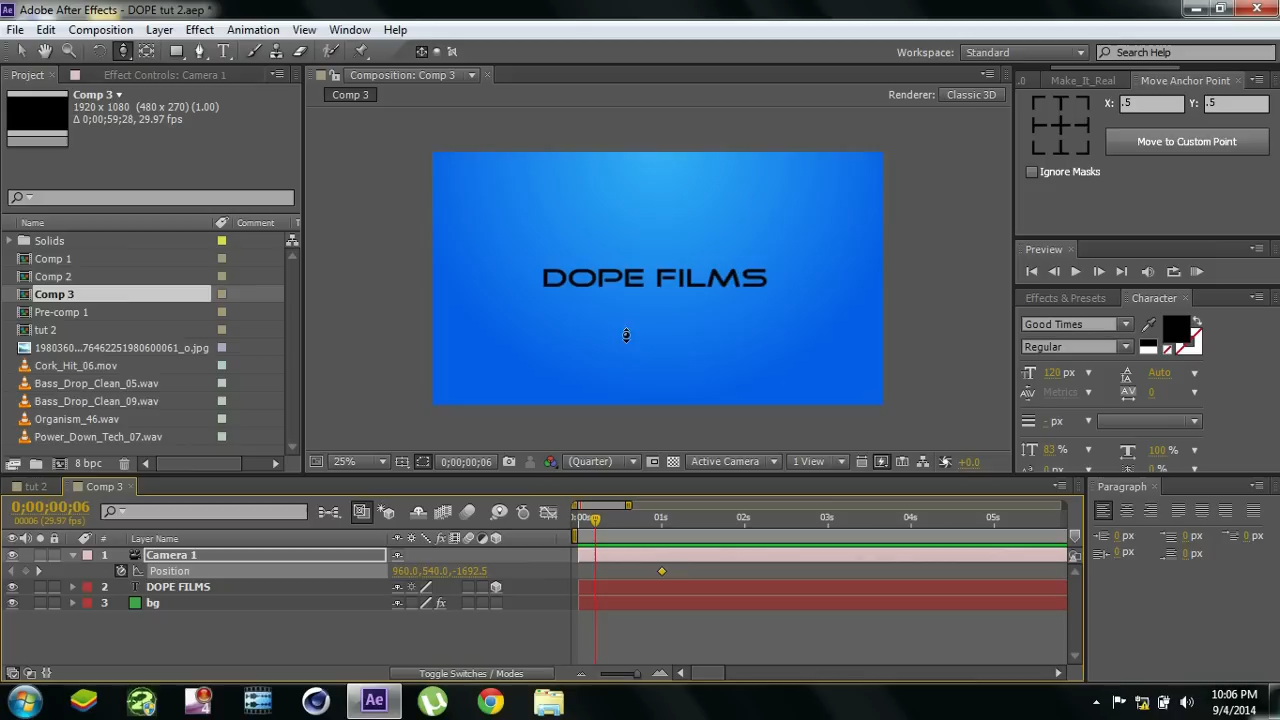 Adobe After Effects - DOPE tut 2.aep *
File Edit Composition Layer Effect Animation View Window Help
Workspace: Standard Search Help
Project Effect Controls: Camera 1 Composition: Comp 3 .0 Make_It_Real Move Anchor Point
Comp 3
1920 x 1080 (480 x 270) (1.00)
Δ 0;00;59;28, 29.97 fps
Comp 3 Renderer: Classic 3D
X: .5 Y: .5
Move to Custom Point
Ignore Masks
Name Comment T
Solids
Comp 1
Comp 2
Comp 3
Pre-comp 1
tut 2
1980360...76462251980600061_o.jpg
Cork_Hit_06.mov
Bass_Drop_Clean_05.wav
Bass_Drop_Clean_09.wav
Organism_46.wav
Power_Down_Tech_07.wav
8 bpc
DOPE FILMS
Preview
Effects & Presets Character
Good Times
Regular
120 px Auto
Metrics 0
- px
83 % 100 %
0 px 0 %
25% 0;00;00;06 (Quarter) Active Camera 1 View +0.0
tut 2 Comp 3 Paragraph
0;00;00;06
00006 (29.97 fps)
1:00s 01s 02s 03s 04s 05s
# Layer Name
1 Camera 1
Position 960.0,540.0,-1692.5
2 T DOPE FILMS
3 bg
Toggle Switches / Modes
0 px 0 px 0 px
0 px 0 px
10:06 PM
9/4/2014